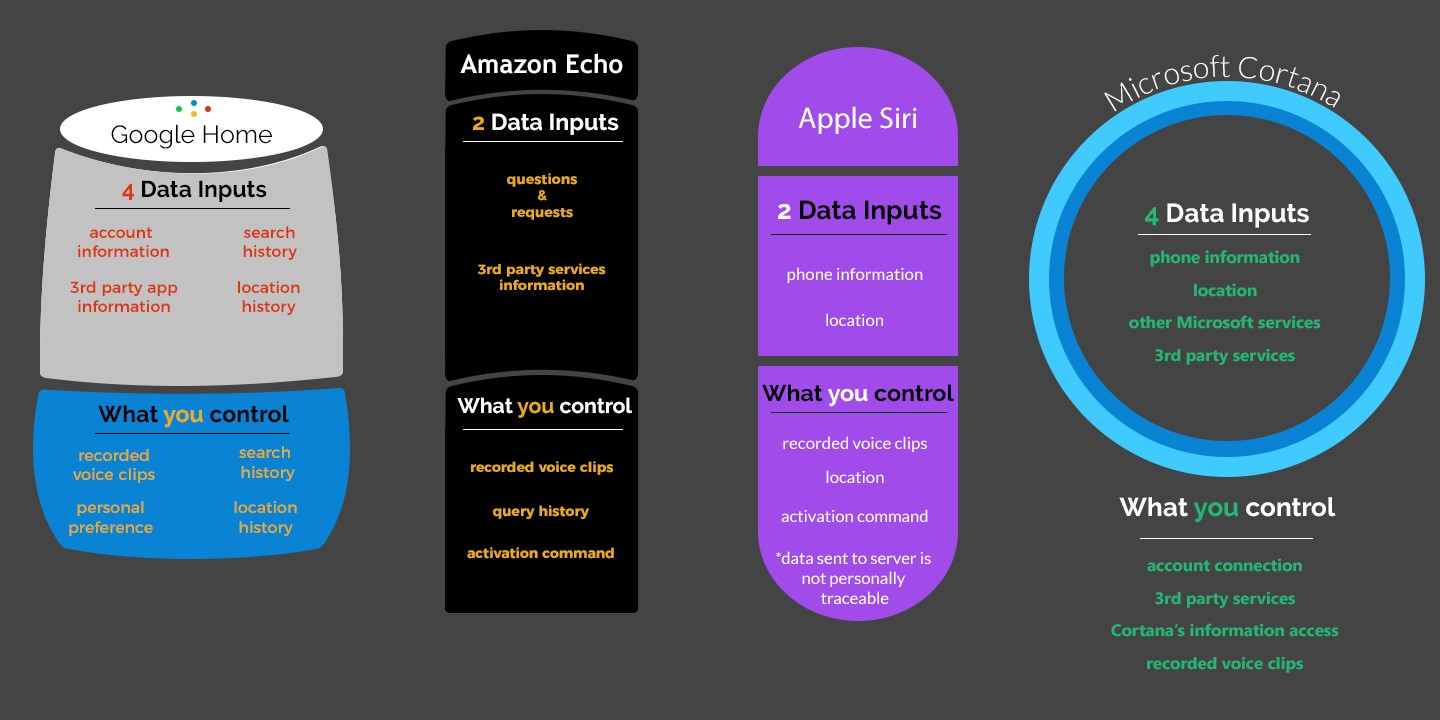 Google Home
4 Data Inputs
account
information
search
history
3rd party app
information
location
history
What you control
recorded
voice clips
search
history
personal
preference
location
history
Amazon Echo
2 Data Inputs
questions
&
requests
3rd party services
information
What you control
recorded voice clips
query history
activation command
Apple Siri
2 Data Inputs
phone information
location
What you control
recorded voice clips
location
activation command
*data sent to server is
not personally
traceable
Microsoft Cortana
4 Data Inputs
phone information
location
other Microsoft services
3rd party services
What you control
account connection
3rd party services
Cortana's information access
recorded voice clips